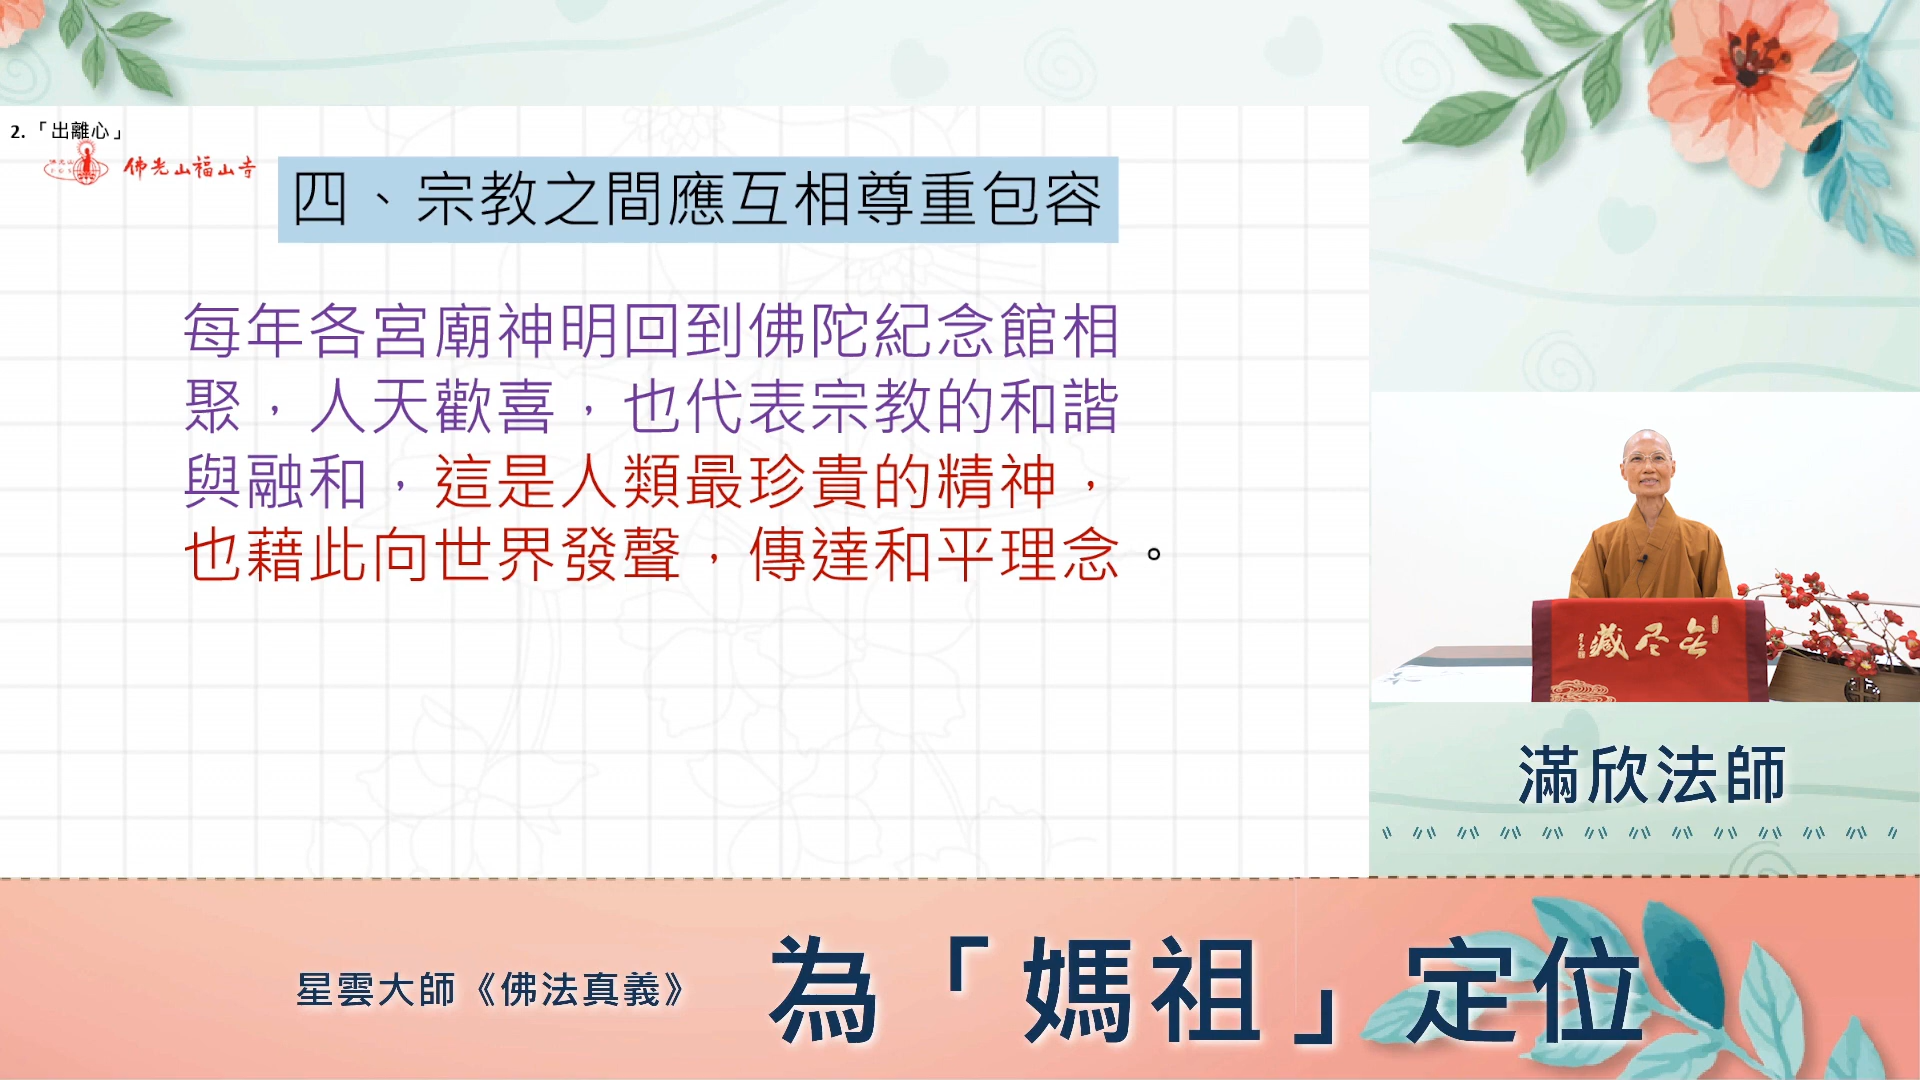 2.「出離心」
佛光山福山寺
四、宗教之間應互相尊重包容
每年各宮廟神明回到佛陀紀念館相
聚，人天歡喜，也代表宗教的和諧
與融和，這是人類最珍貴的精神，
也藉此向世界發聲，傳達和平理念。
藏尽無
滿欣法師
星雲大師《佛法真義》
為「媽祖」定位